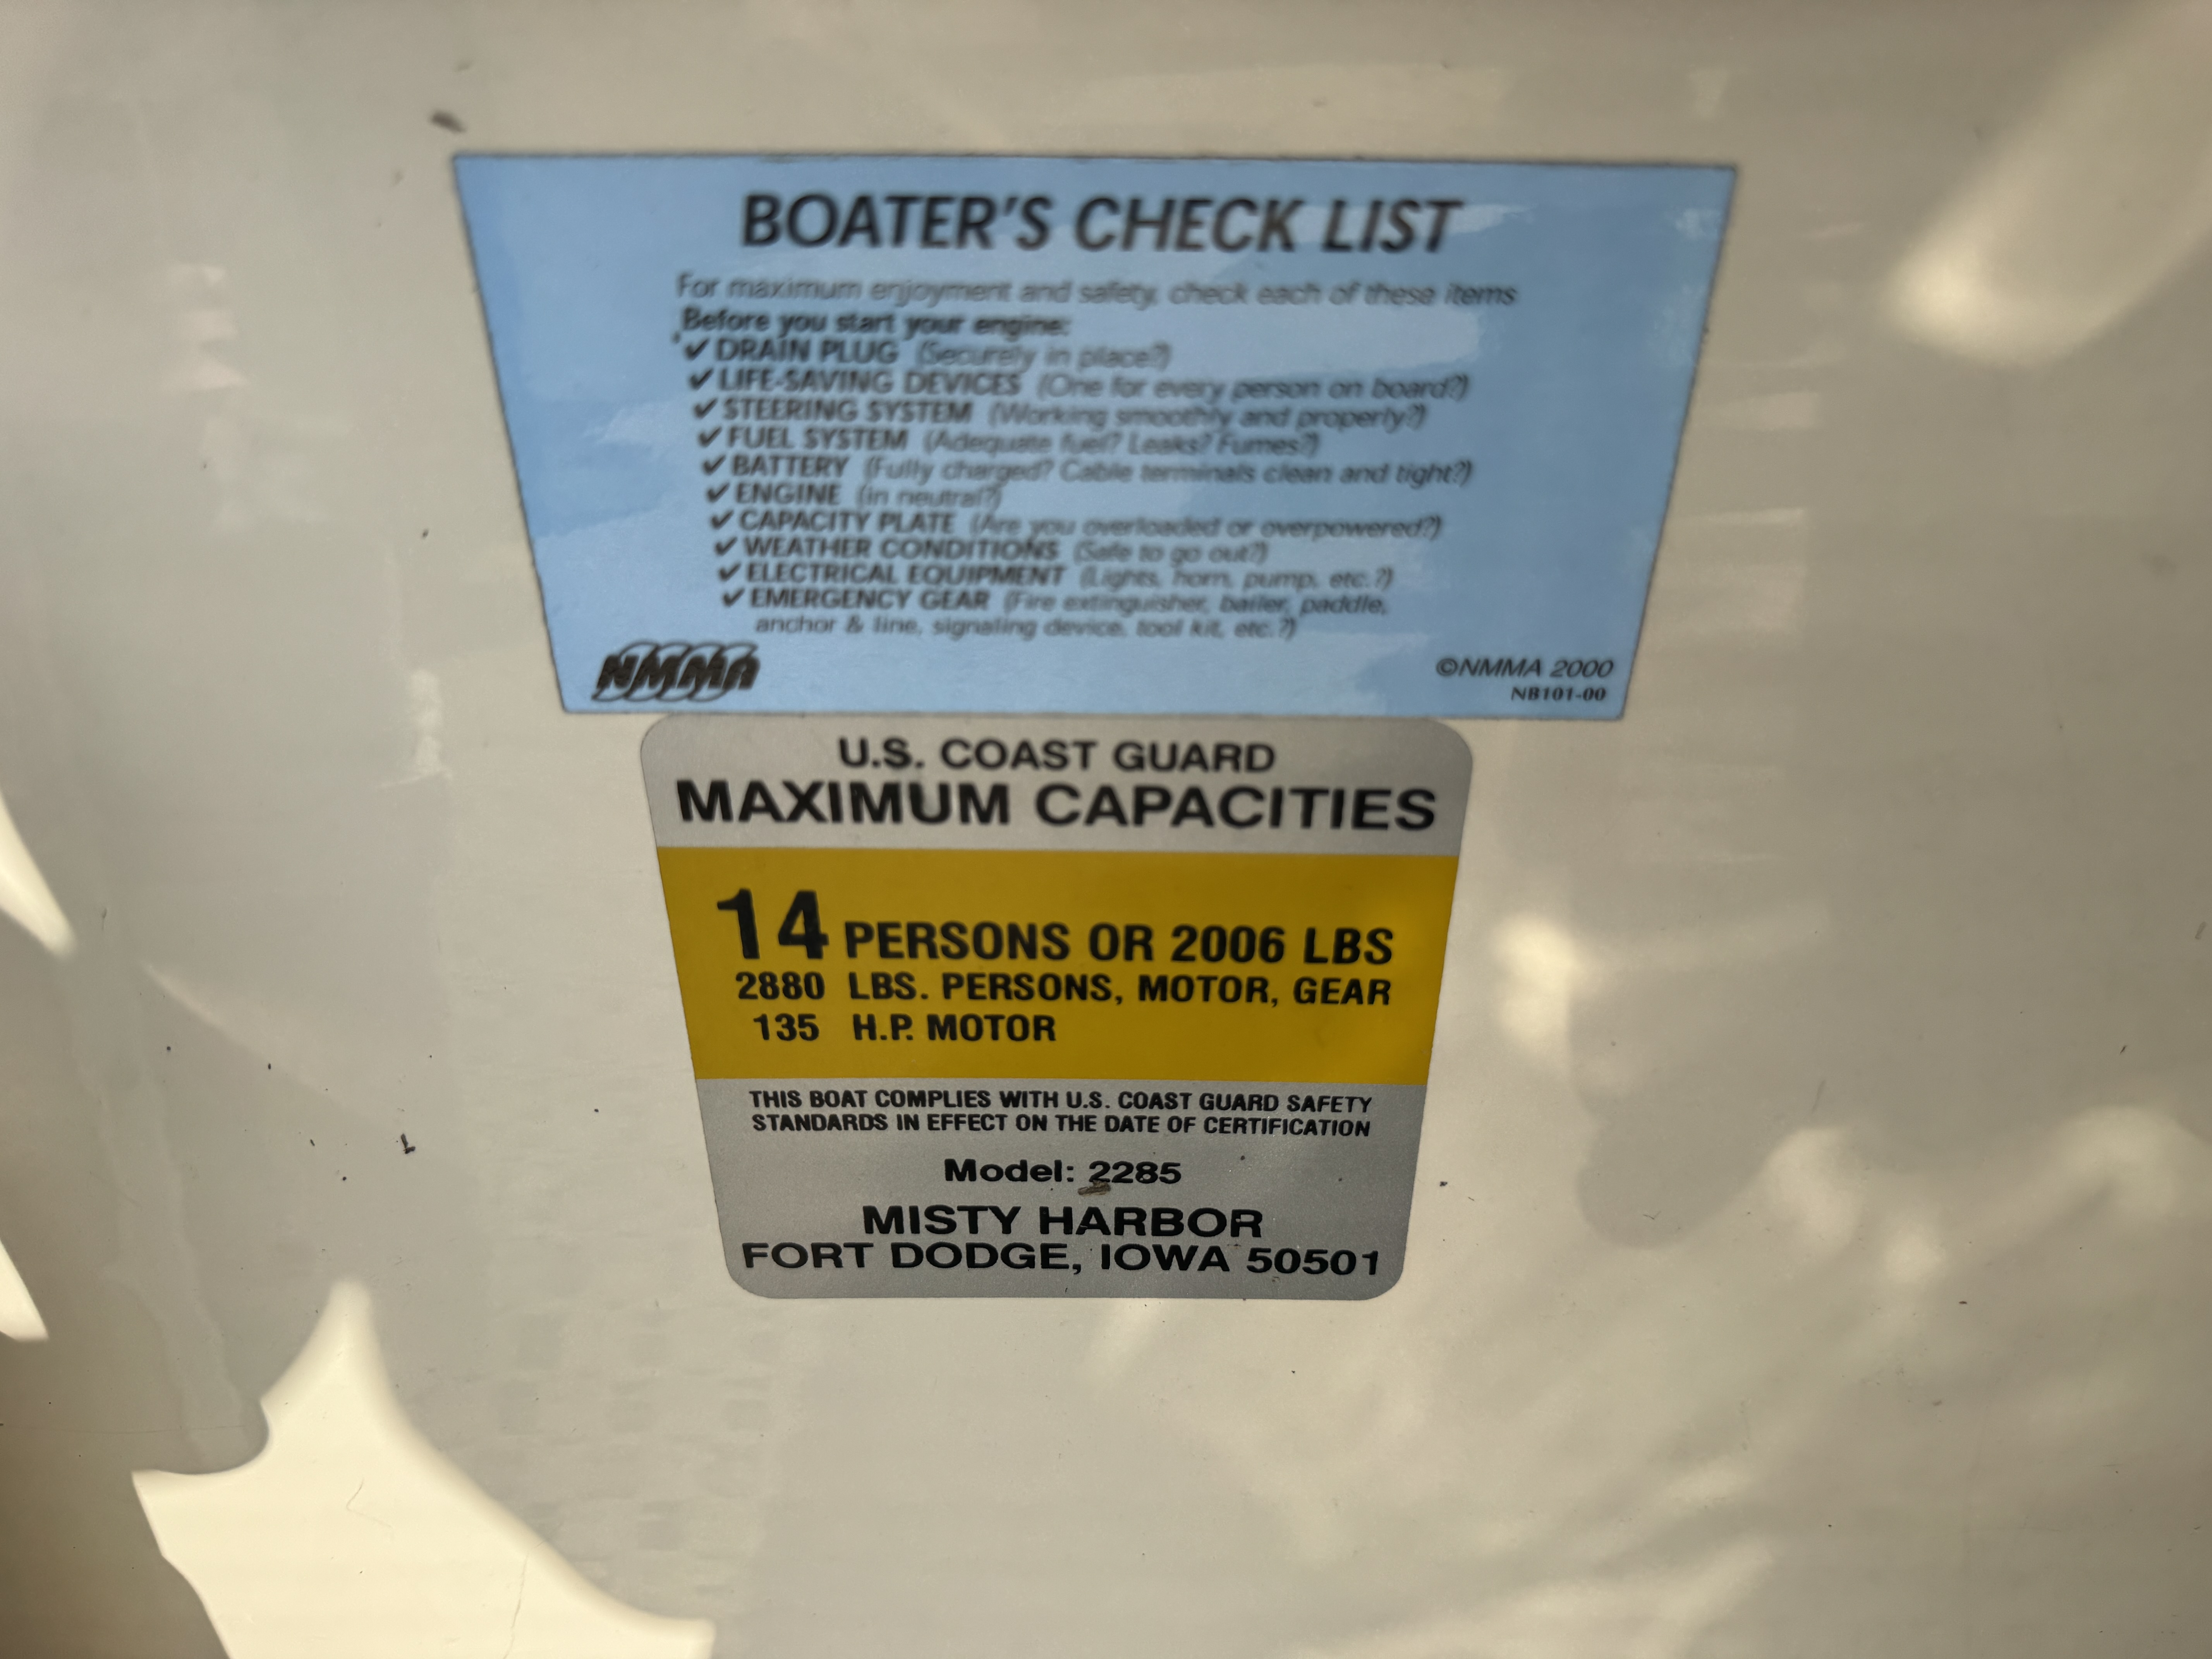 BOATER'S CHECK LIST
For maximum enjoyment and safety, check each of these items
Before you start your engine:
✔ DRAIN PLUG (Securely in place?)
✔ LIFE-SAVING DEVICES (One for every person on board?)
✔ STEERING SYSTEM (Working smoothly and properly?)
✔ FUEL SYSTEM (Adequate fuel? Leaks? Fumes?)
✔ BATTERY (Fully charged? Cable terminals clean and tight?)
✔ ENGINE (in neutral?)
✔ CAPACITY PLATE (Are you overloaded or overpowered?)
✔ WEATHER CONDITIONS (Safe to go out?)
✔ ELECTRICAL EQUIPMENT (Lights, horn, pump, etc.?)
✔ EMERGENCY GEAR (Fire extinguisher, bailer, paddle,
anchor & line, signaling device, tool kit, etc.?)
NMMA
©NMMA 2000
NB101-00
U.S. COAST GUARD
MAXIMUM CAPACITIES
14 PERSONS OR 2006 LBS
2880 LBS. PERSONS, MOTOR, GEAR
135 H.P. MOTOR
THIS BOAT COMPLIES WITH U.S. COAST GUARD SAFETY
STANDARDS IN EFFECT ON THE DATE OF CERTIFICATION
Model: 2285
MISTY HARBOR
FORT DODGE, IOWA 50501